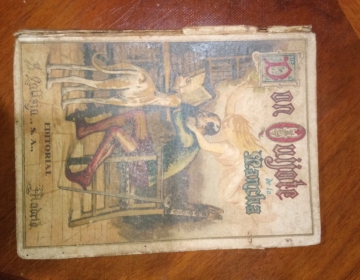 Don Quijote
de la
Mancha
EDITORIAL
S. A.
Madrid